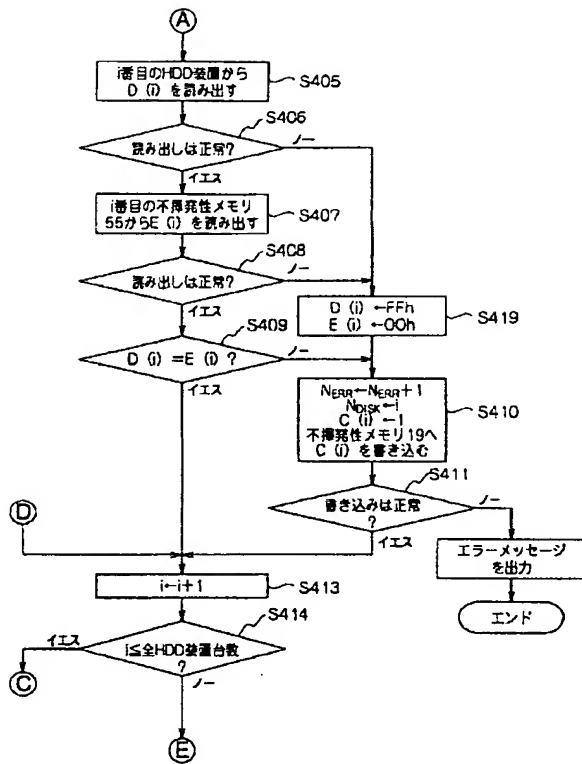 A
i番目のHDD装置から
D (i) を読み出す
S405
S406
読み出しは正常?
ノー
イエス
i番目の不揮発性メモリ
55からE (i) を読み出す
S407
S408
読み出しは正常?
ノー
イエス
D (i) ←FFh
E (i) ←00h
S419
S409
D (i) =E (i) ?
ノー
イエス
NERR←NERR+1
NDISK←i
C (i) ←1
不揮発性メモリ19へ
C (i) を書き込む
S410
S411
書き込みは正常
?
ノー
イエス
D
エラーメッセージ
を出力
エンド
i←i+1
S413
S414
イエス
i≦全HDD装置台数
?
ノー
C
E